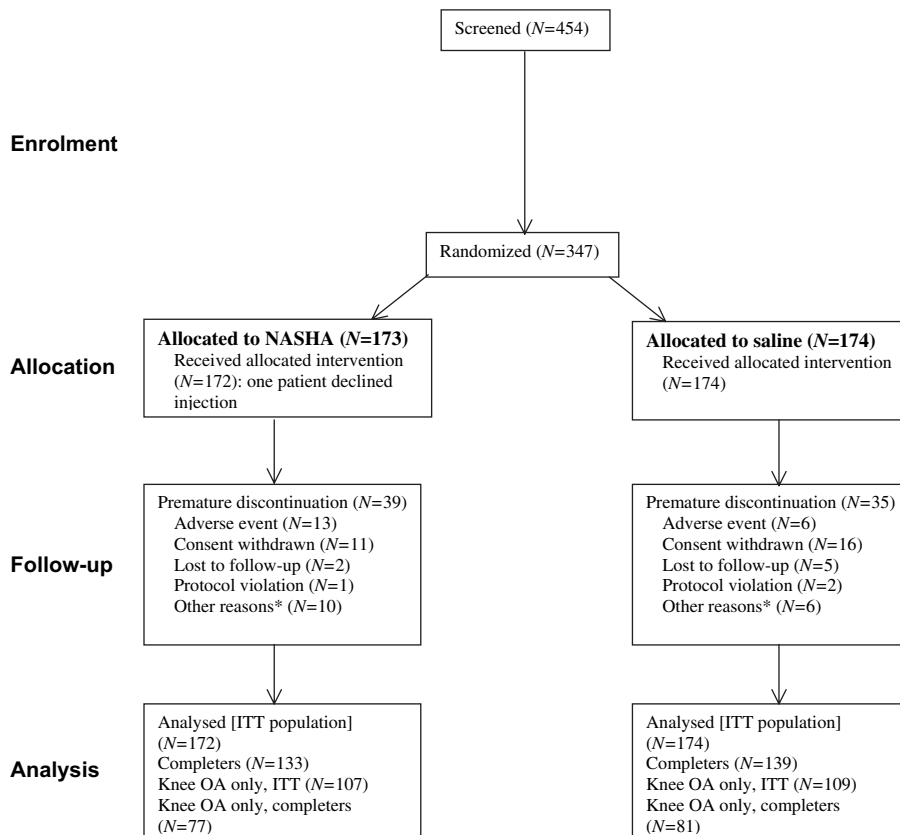 Screened (N=454)
Enrolment
Randomized (N=347)
Allocation
Allocated to NASHA (N=173)
Received allocated intervention
(N=172): one patient declined
injection
Allocated to saline (N=174)
Received allocated intervention
(N=174)
Follow-up
Premature discontinuation (N=39)
Adverse event (N=13)
Consent withdrawn (N=11)
Lost to follow-up (N=2)
Protocol violation (N=1)
Other reasons* (N=10)
Premature discontinuation (N=35)
Adverse event (N=6)
Consent withdrawn (N=16)
Lost to follow-up (N=5)
Protocol violation (N=2)
Other reasons* (N=6)
Analysis
Analysed [ITT population]
(N=172)
Completers (N=133)
Knee OA only, ITT (N=107)
Knee OA only, completers
(N=77)
Analysed [ITT population]
(N=174)
Completers (N=139)
Knee OA only, ITT (N=109)
Knee OA only, completers
(N=81)